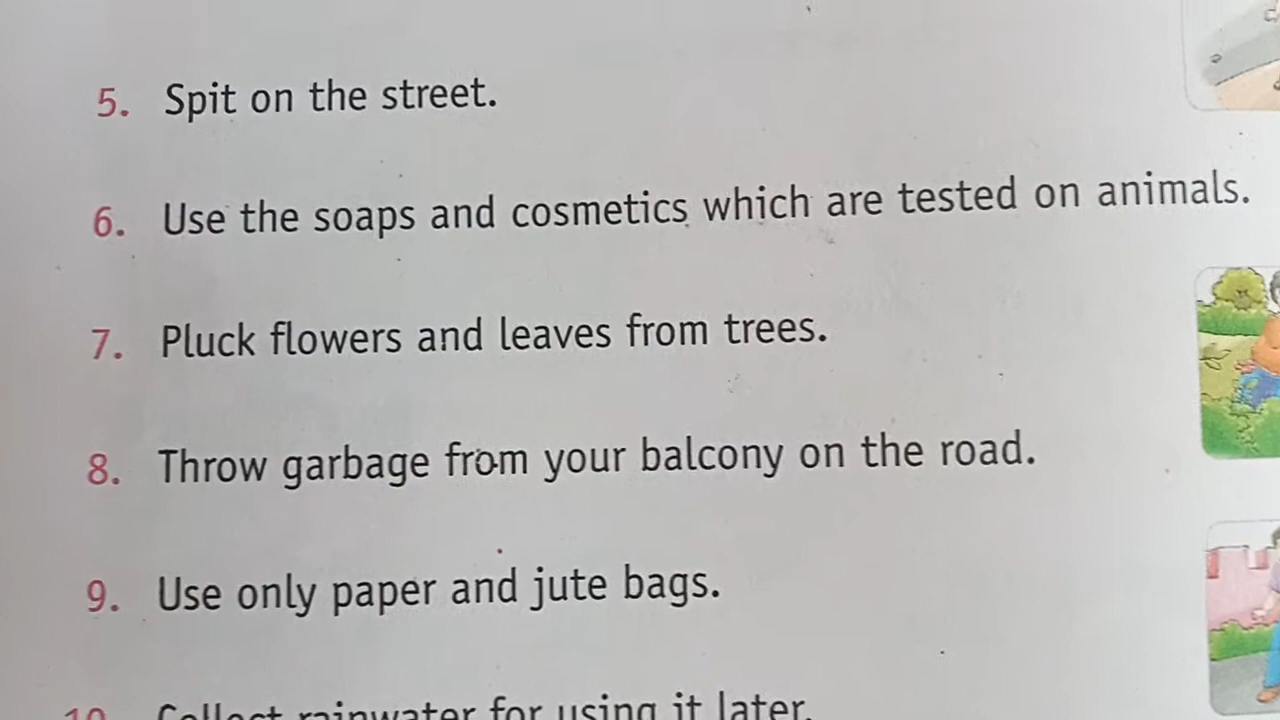 5. Spit on the street.
6. Use the soaps and cosmetics which are tested on animals.
7. Pluck flowers and leaves from trees.
8. Throw garbage from your balcony on the road.
9. Use only paper and jute bags.
10. Collect rainwater for using it later.